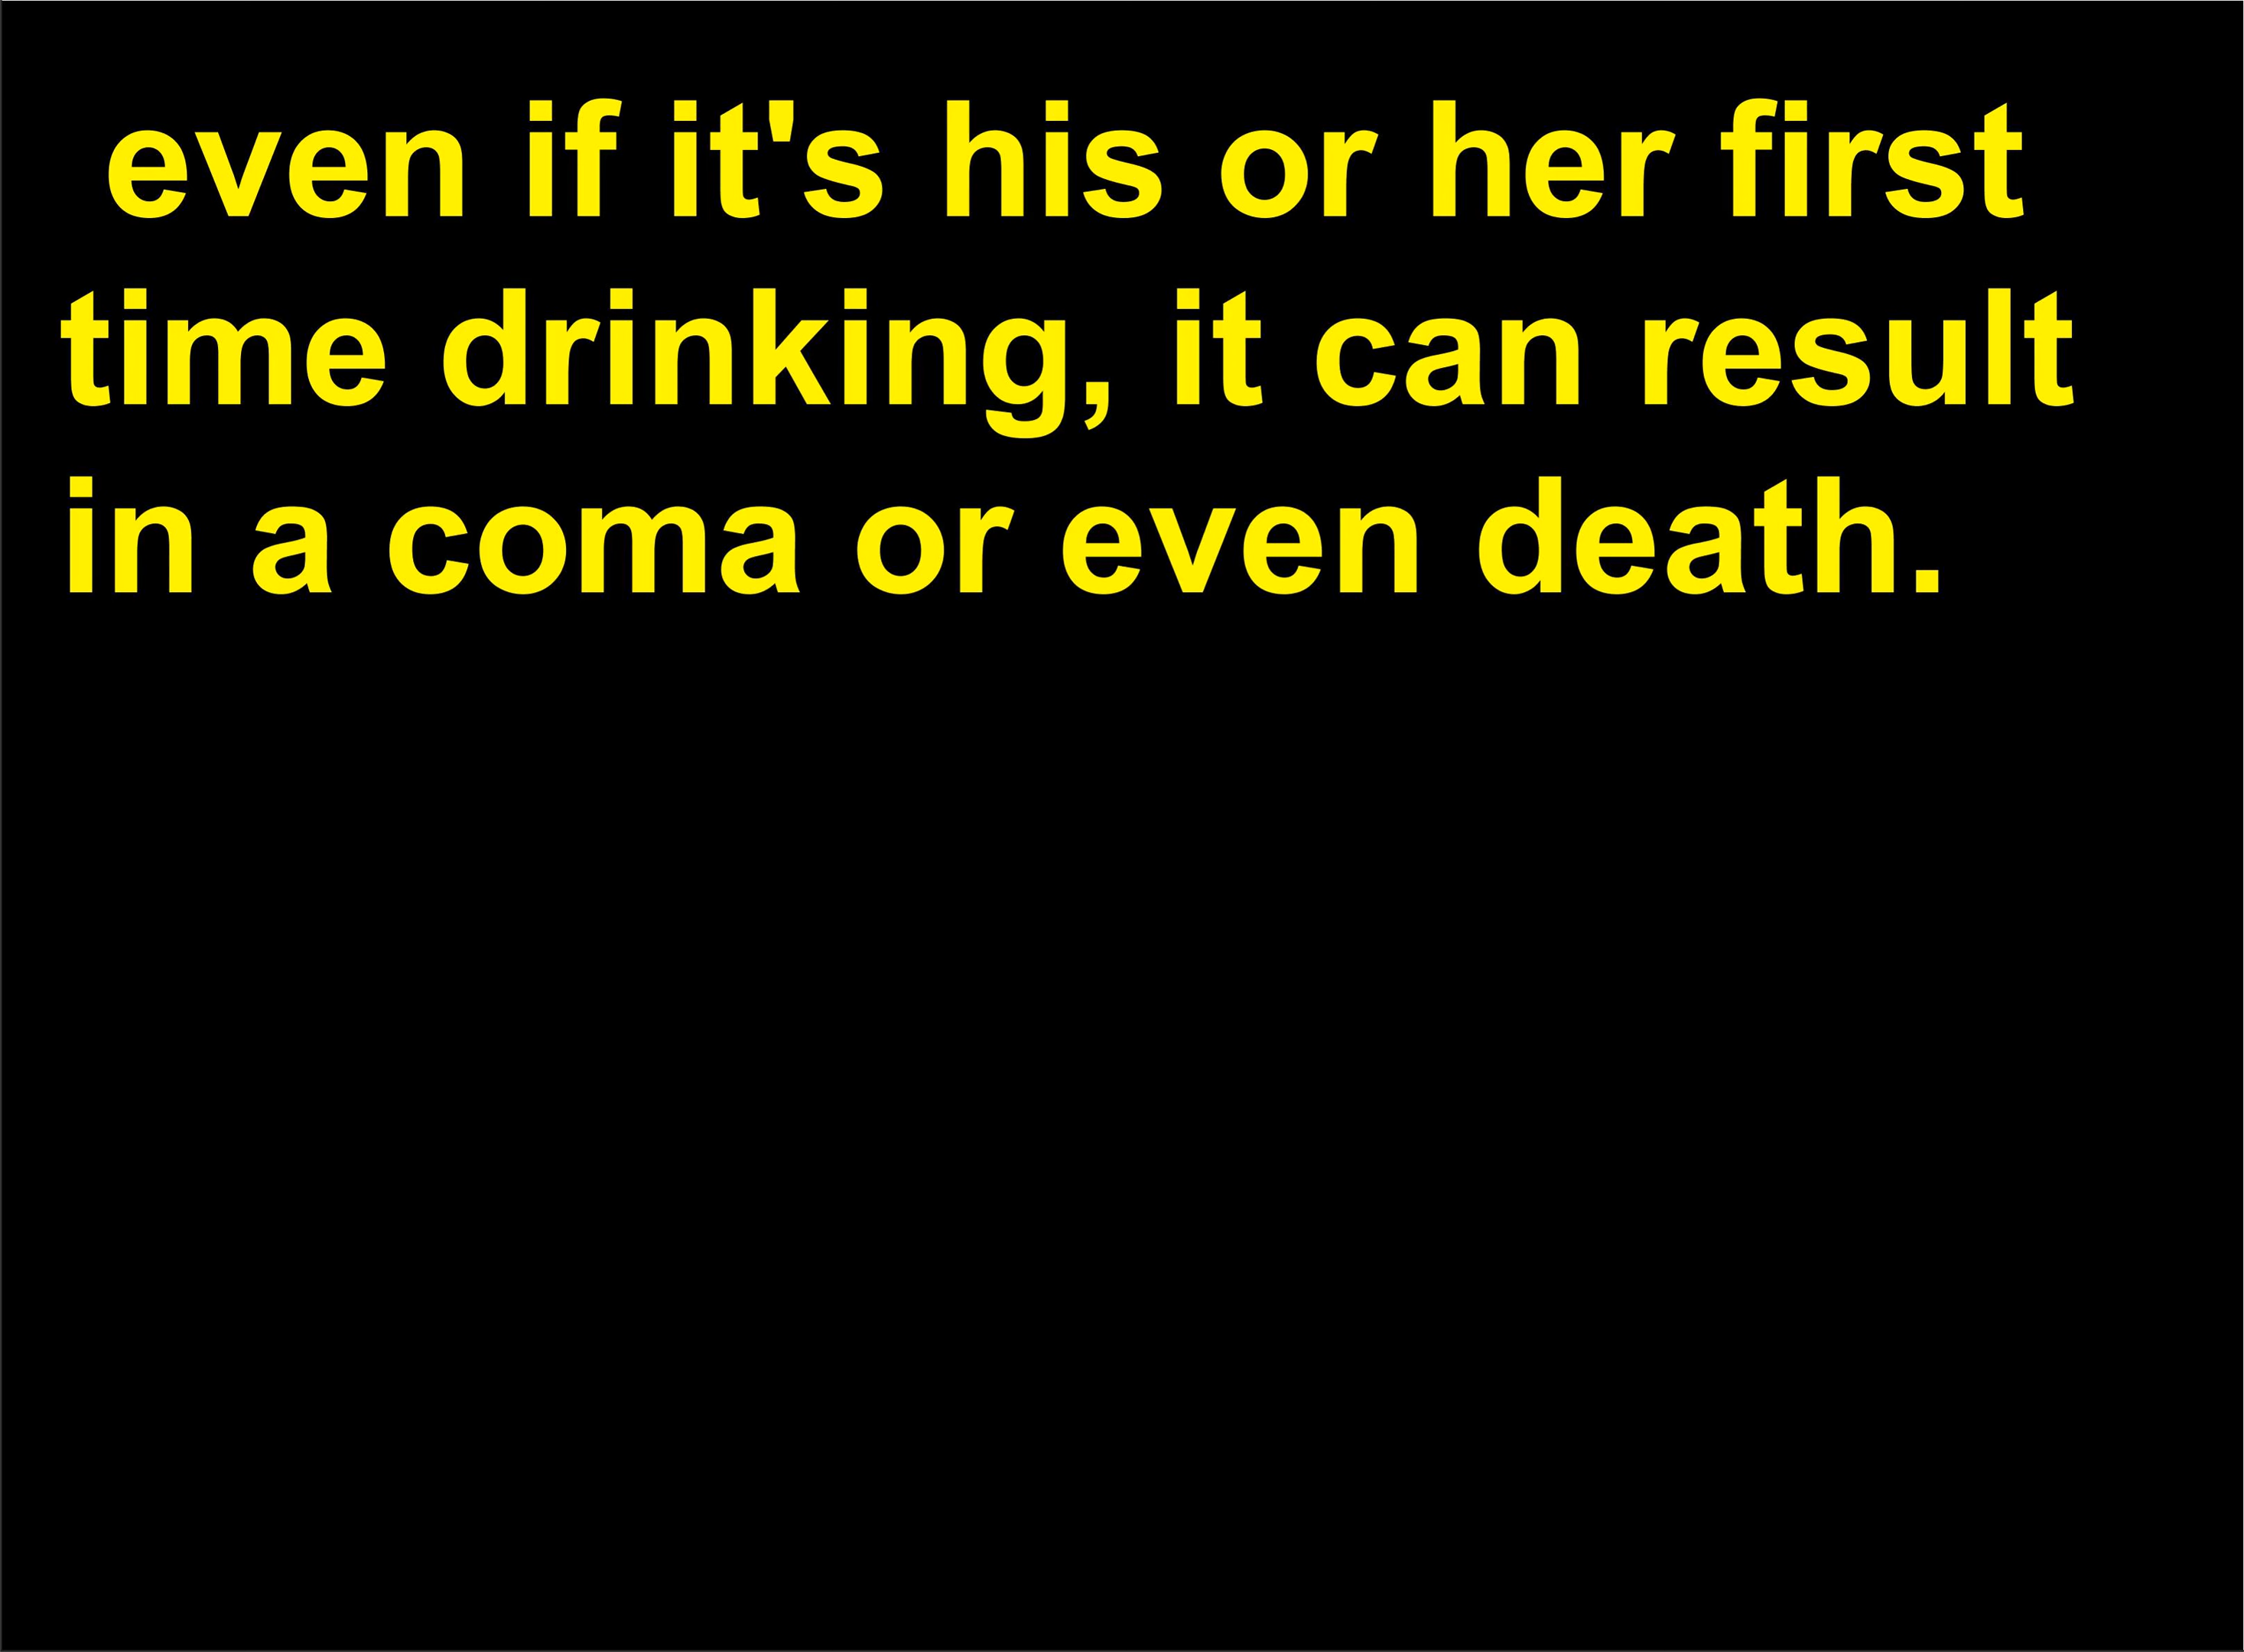 even if it's his or her first
time drinking, it can result
in a coma or even death.